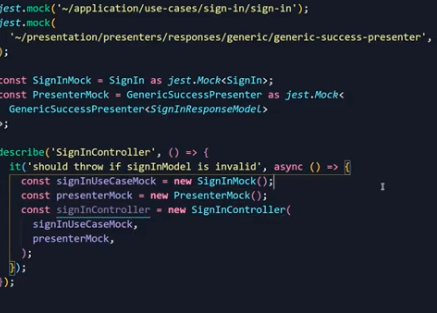 jest.mock('~/application/use-cases/sign-in/sign-in');
jest.mock(
'~/presentation/presenters/responses/generic/generic-success-presenter',
);
const SignInMock = SignIn as jest.Mock<SignIn>;
const PresenterMock = GenericSuccessPresenter as jest.Mock<
GenericSuccessPresenter<SignInResponseModel>
>;
describe('SignInController', () => {
it('should throw if signInModel is invalid', async () => {
const signInUseCaseMock = new SignInMock();
const presenterMock = new PresenterMock();
const signInController = new SignInController(
signInUseCaseMock,
presenterMock,
);
});
});